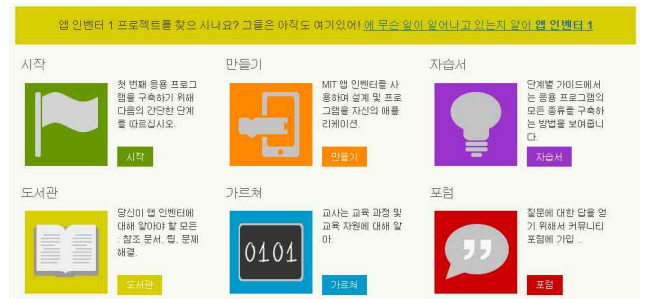 앱 인벤터 1 프로젝트를 찾으 시나요? 그들은 아직도 여기있어! 에 무슨 일이 일어나고 있는지 알아 앱 인벤터 1
시작
첫 번째 응용 프로그
램을 구축하기 위해
다음의 간단한 단계
를 따르십시오.
시작
만들기
MIT 앱 인벤터를 사
용하여 설계 및 프로
그램을 자신의 애플
리케이션.
만들기
자습서
단계별 가이드에서
는 응용 프로그램의
모든 종류를 구축하
는 방법을 보여줍니
다.
자습서
도서관
당신이 앱 인벤터에
대해 알아야 할 모든
: 참조 문서, 팁, 문제
해결.
도서관
가르쳐
0101
교사는 교육 과정 및
교육 자원에 대해 알
아.
가르쳐
포럼
질문에 대한 답을 얻
기 위해서 커뮤니티
포럼에 가입 ..
포럼